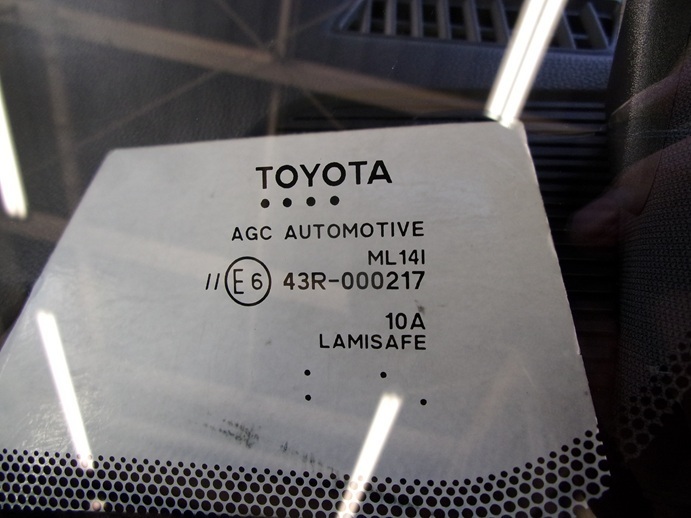 TOYOTA
AGC AUTOMOTIVE
ML14I
//E6 43R-000217
10A
LAMISAFE